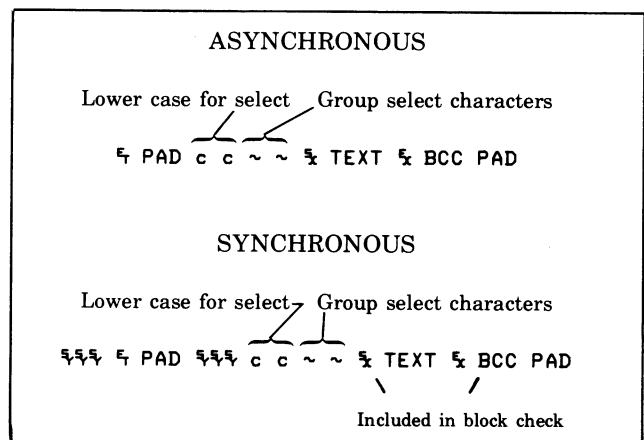 ASYNCHRONOUS
Lower case for select Group select characters
␄ PAD c c ~ ~ ␂ TEXT ␃ BCC PAD
SYNCHRONOUS
Lower case for select Group select characters
␖␖␖ ␄ PAD ␖␖␖ c c ~ ~ ␂ TEXT ␃ BCC PAD
Included in block check